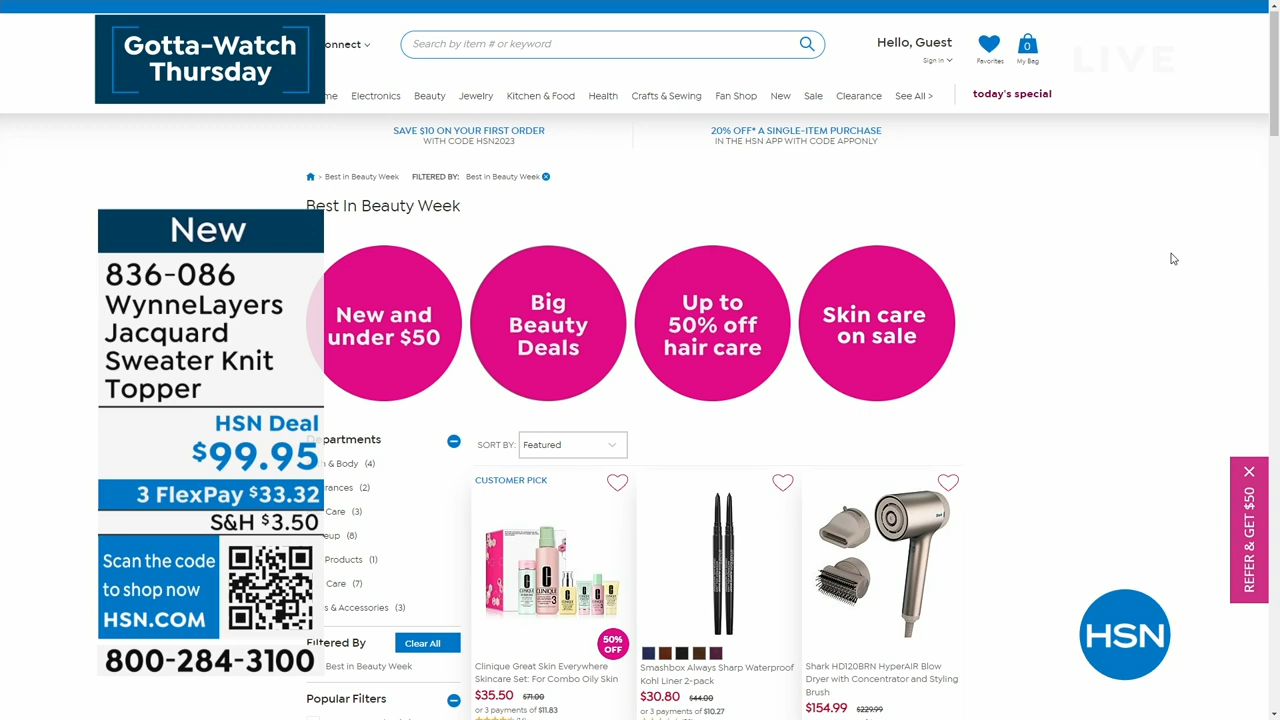 Gotta-Watch
Thursday
onnect
Search by item # or keyword
Hello, Guest
Sign In
Favorites
0
My Bag
LIVE
me
Electronics
Beauty
Jewelry
Kitchen & Food
Health
Crafts & Sewing
Fan Shop
New
Sale
Clearance
See All >
today's special
SAVE $10 ON YOUR FIRST ORDER
WITH CODE HSN2023
20% OFF* A SINGLE-ITEM PURCHASE
IN THE HSN APP WITH CODE APPONLY
> Best in Beauty Week
FILTERED BY:
Best in Beauty Week
Best In Beauty Week
New
836-086
WynneLayers
Jacquard
Sweater Knit
Topper
HSN Deal
$99.95
3 FlexPay $33.32
S&H $3.50
Scan the code
to shop now
HSN.COM
800-284-3100
New and
under $50
Big
Beauty
Deals
Up to
50% off
hair care
Skin care
on sale
Departments
& Body (4)
rances (2)
Care (3)
eup (8)
Products (1)
Care (7)
s & Accessories (3)
Filtered By
Clear All
Best in Beauty Week
Popular Filters
SORT BY:
Featured
CUSTOMER PICK
50%
OFF
Clinique Great Skin Everywhere
Skincare Set: For Combo Oily Skin
$35.50 $71.00
or 3 payments of $11.83
Smashbox Always Sharp Waterproof
Kohl Liner 2-pack
$30.80 $44.00
or 3 payments of $10.27
Shark HD120BRN HyperAIR Blow
Dryer with Concentrator and Styling
Brush
$154.99 $229.99
REFER & GET $50
HSN